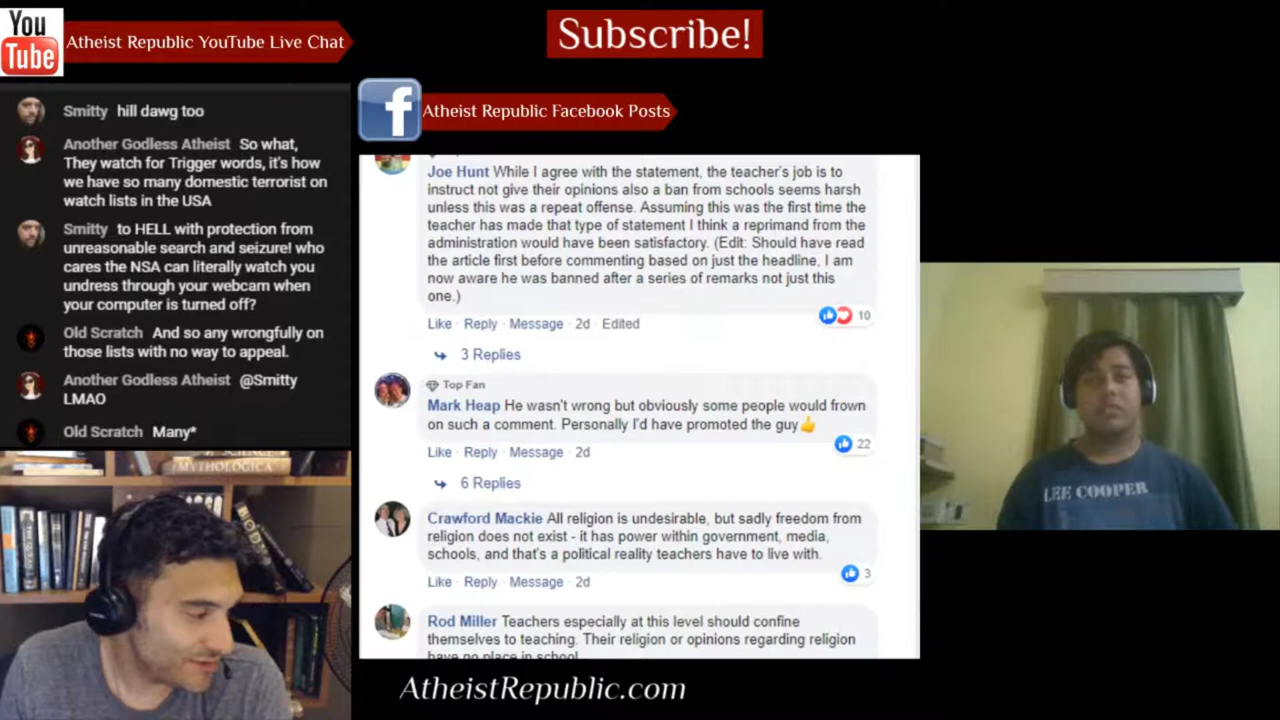 You
Tube
Atheist Republic YouTube Live Chat
Subscribe!
Smitty hill dawg too
Another Godless Atheist So what,
They watch for Trigger words, it's how
we have so many domestic terrorist on
watch lists in the USA
Smitty to HELL with protection from
unreasonable search and seizure! who
cares the NSA can literally watch you
undress through your webcam when
your computer is turned off?
Old Scratch And so any wrongfully on
those lists with no way to appeal.
Another Godless Atheist @Smitty
LMAO
Old Scratch Many*
f
Atheist Republic Facebook Posts
Joe Hunt While I agree with the statement, the teacher's job is to
instruct not give their opinions also a ban from schools seems harsh
unless this was a repeat offense. Assuming this was the first time the
teacher has made that type of statement I think a reprimand from the
administration would have been satisfactory. (Edit: Should have read
the article first before commenting based on just the headline, I am
now aware he was banned after a series of remarks not just this
one.)
10
Like · Reply · Message · 2d · Edited
3 Replies
Top Fan
Mark Heap He wasn't wrong but obviously some people would frown
on such a comment. Personally I'd have promoted the guy👍
22
Like · Reply · Message · 2d
6 Replies
Crawford Mackie All religion is undesirable, but sadly freedom from
religion does not exist - it has power within government, media,
schools, and that's a political reality teachers have to live with.
3
Like · Reply · Message · 2d
Rod Miller Teachers especially at this level should confine
themselves to teaching. Their religion or opinions regarding religion
have no place in school.
LEE COOPER
SCIENCE
MYTHOLOGICA
AtheistRepublic.com